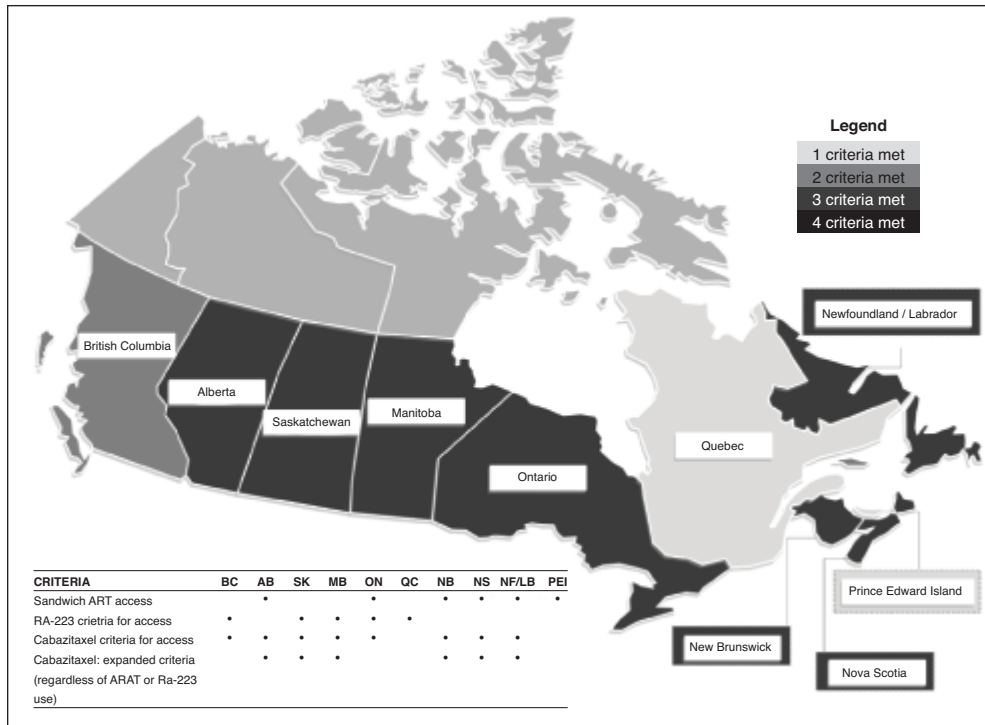 Legend
1 criteria met
2 criteria met
3 criteria met
4 criteria met
Newfoundland / Labrador
British Columbia
Alberta
Saskatchewan
Manitoba
Ontario
Quebec
Prince Edward Island
New Brunswick
Nova Scotia
CRITERIA BC AB SK MB ON QC NB NS NF/LB PEI
Sandwich ART access • • • • • •
RA-223 crietria for access • • • • •
Cabazitaxel criteria for access • • • • • • • •
Cabazitaxel: expanded criteria • • • • • •
(regardless of ARAT or Ra-223
use)